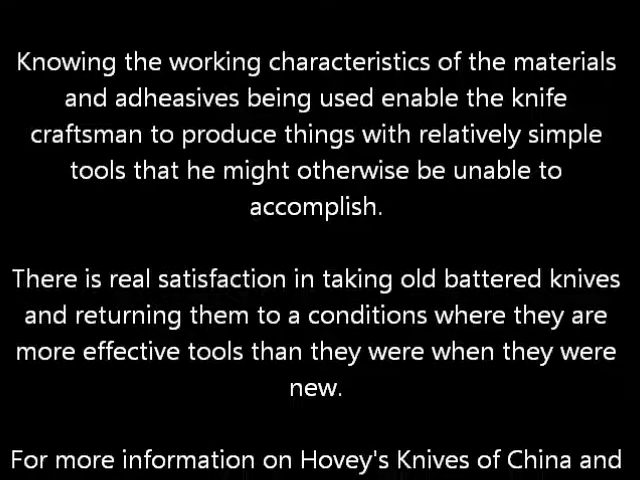 Knowing the working characteristics of the materials
and adheasives being used enable the knife
craftsman to produce things with relatively simple
tools that he might otherwise be unable to
accomplish.
There is real satisfaction in taking old battered knives
and returning them to a conditions where they are
more effective tools than they were when they were
new.
For more information on Hovey's Knives of China and